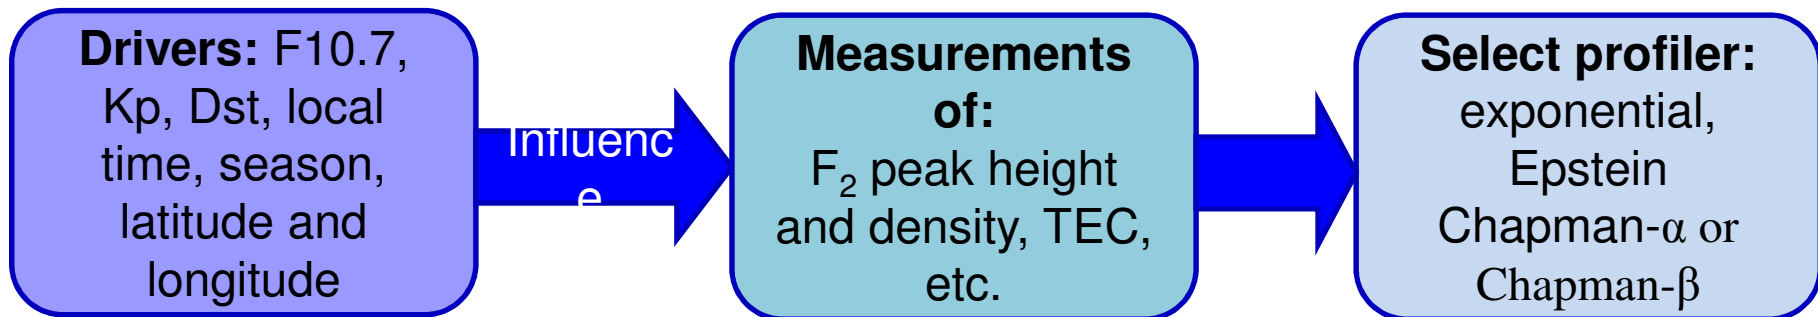 Drivers: F10.7,
Kp, Dst, local
time, season,
latitude and
longitude
Influenc
e
Measurements
of:
F₂ peak height
and density, TEC,
etc.
Select profiler:
exponential,
Epstein
Chapman-α or
Chapman-β